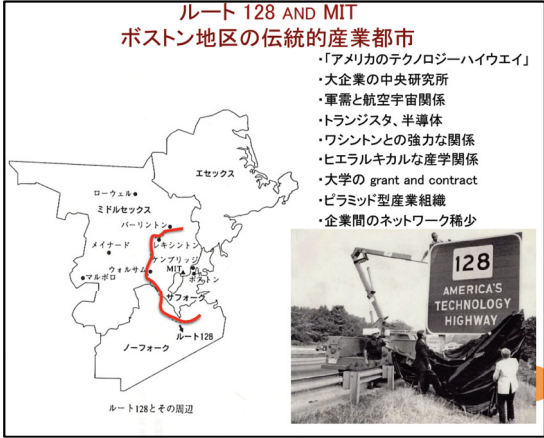 ルート 128 AND MIT
ボストン地区の伝統的産業都市
・「アメリカのテクノロジーハイウエイ」
・大企業の中央研究所
・軍需と航空宇宙関係
・トランジスタ、半導体
・ワシントンとの強力な関係
・ヒエラルキカルな産学関係
・大学の grant and contract
・ピラミッド型産業組織
・企業間のネットワーク稀少
エセックス
ローウェル
ミドルセックス
バーリントン
レキシントン
メイナード
ケンブリッジ
MIT
ウォルサム
ボストン
マルボロ
サフォーク
ルート128
ノーフォーク
ルート128とその周辺
128
AMERICA'S
TECHNOLOGY
HIGHWAY